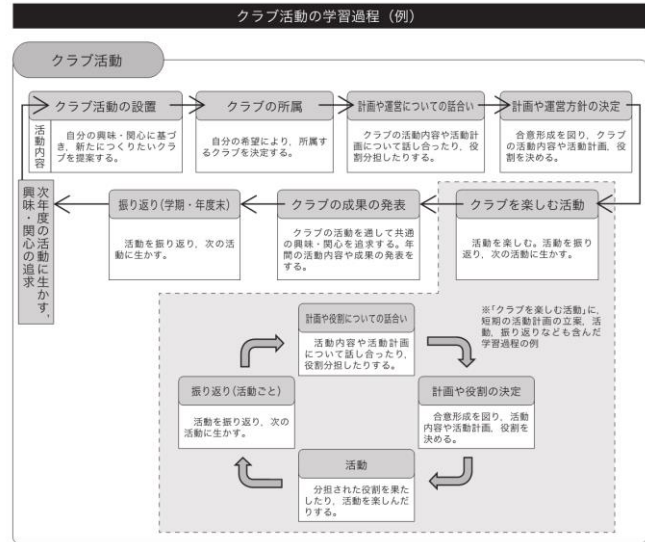 クラブ活動の学習過程（例）
クラブ活動
クラブ活動の設置
活動内容
自分の興味・関心に基づ
き，新たにつくりたいクラ
ブを提案する。
クラブの所属
自分の希望により，所属す
るクラブを決定する。
計画や運営についての話合い
クラブの活動内容や活動計
画について話し合ったり，役
割分担したりする。
計画や運営方針の決定
合意形成を図り，クラブ
の活動内容や活動計画，役
割を決める。
クラブを楽しむ活動
活動を楽しむ。活動を振り返
り，次の活動に生かす。
クラブの成果の発表
クラブの活動を通して共通
の興味・関心を追求する。年
間の活動内容や成果の発表を
する。
振り返り（学期・年度末）
活動を振り返り，次の活
動に生かす。
次年度の活動に生かす，
興味・関心の追求
※「クラブを楽しむ活動」に，
短期の活動計画の立案，活
動，振り返りなども含んだ
学習過程の例
計画や役割についての話合い
活動内容や活動計画
について話し合ったり，
役割分担したりする。
計画や役割の決定
合意形成を図り，活動
内容や活動計画，役割
を決める。
活動
分担された役割を果た
したり，活動を楽しんだ
りする。
振り返り（活動ごと）
活動を振り返り，次の
活動に生かす。